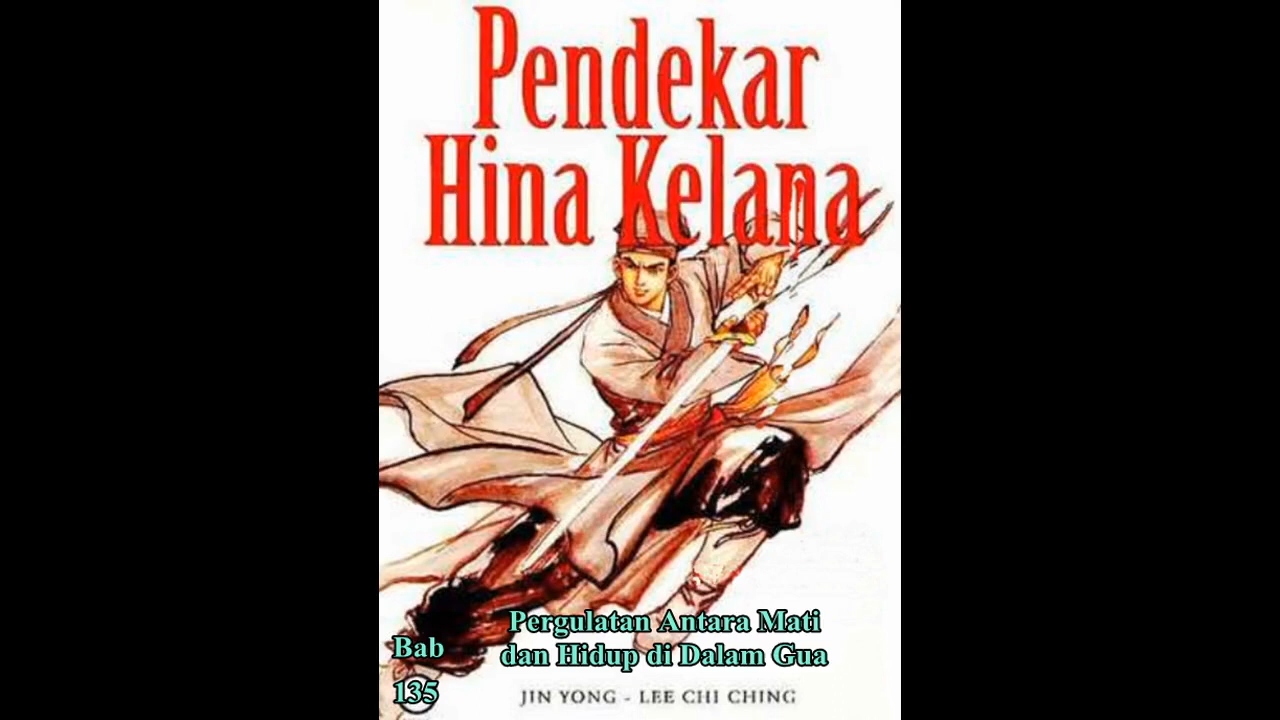 Pendekar
Hina Kelana
Pergulatan Antara Mati
dan Hidup di Dalam Gua
Bab
135
JIN YONG - LEE CHI CHING